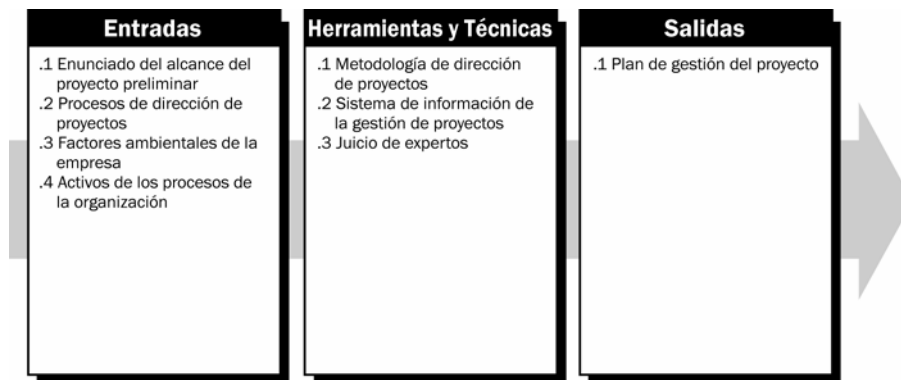 Entradas
.1 Enunciado del alcance del
proyecto preliminar
.2 Procesos de dirección de
proyectos
.3 Factores ambientales de la
empresa
.4 Activos de los procesos de
la organización
Herramientas y Técnicas
.1 Metodología de dirección
de proyectos
.2 Sistema de información de
la gestión de proyectos
.3 Juicio de expertos
Salidas
.1 Plan de gestión del proyecto